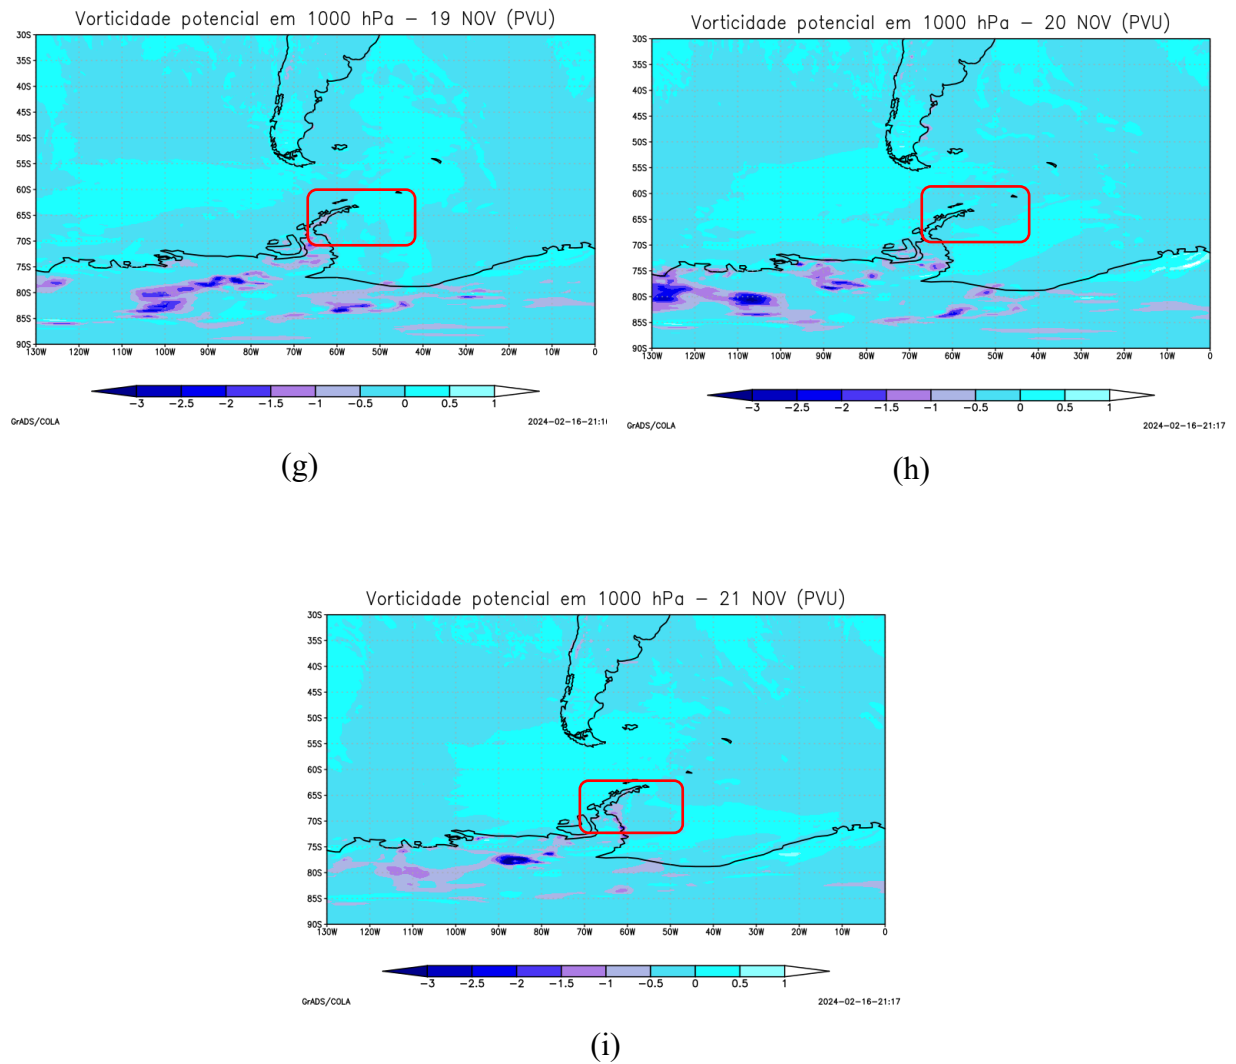 Vorticidade potencial em 1000 hPa – 19 NOV (PVU)
30S
35S
40S
45S
50S
55S
60S
65S
70S
75S
80S
85S
90S
130W 120W 110W 100W 90W 80W 70W 60W 50W 40W 30W 20W 10W 0
−3 −2.5 −2 −1.5 −1 −0.5 0 0.5 1
GrADS/COLA 2024−02−16−21:1
(g)
Vorticidade potencial em 1000 hPa – 20 NOV (PVU)
30S
35S
40S
45S
50S
55S
60S
65S
70S
75S
80S
85S
90S
130W 120W 110W 100W 90W 80W 70W 60W 50W 40W 30W 20W 10W 0
−3 −2.5 −2 −1.5 −1 −0.5 0 0.5 1
GrADS/COLA 2024−02−16−21:17
(h)
Vorticidade potencial em 1000 hPa – 21 NOV (PVU)
30S
35S
40S
45S
50S
55S
60S
65S
70S
75S
80S
85S
90S
130W 120W 110W 100W 90W 80W 70W 60W 50W 40W 30W 20W 10W 0
−3 −2.5 −2 −1.5 −1 −0.5 0 0.5 1
GrADS/COLA 2024−02−16−21:17
(i)